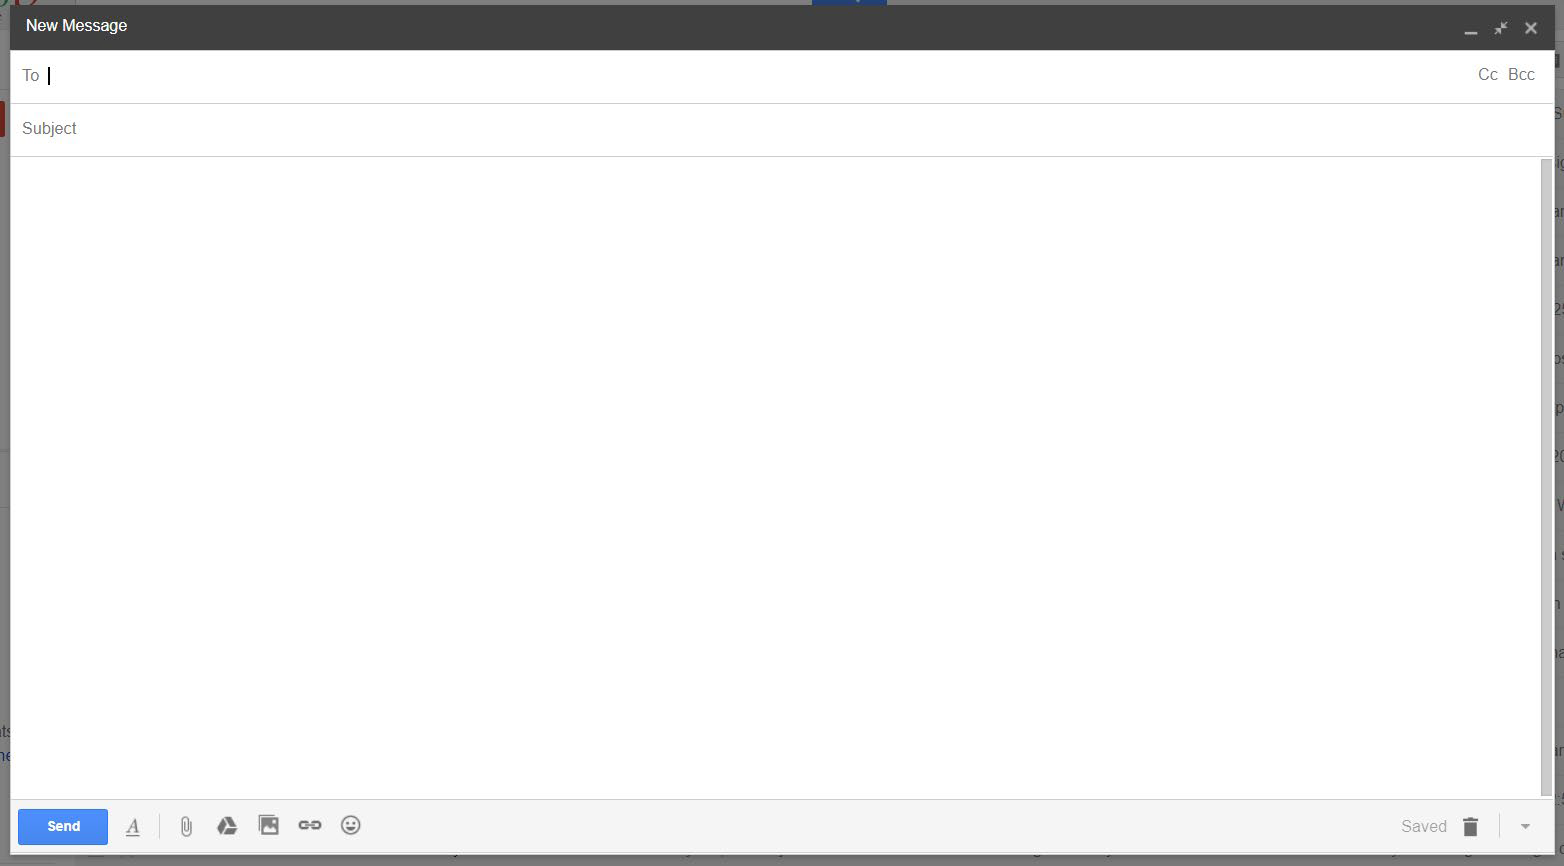 New Message
To
Cc Bcc
Subject
Send
A
Saved